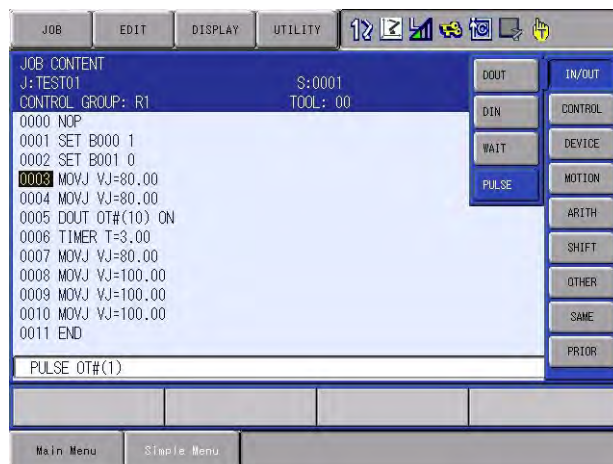 JOB EDIT DISPLAY UTILITY
JOB CONTENT
J:TEST01 S:0001
CONTROL GROUP: R1 TOOL: 00
0000 NOP
0001 SET B000 1
0002 SET B001 0
0003 MOVJ VJ=80.00
0004 MOVJ VJ=80.00
0005 DOUT OT#(10) ON
0006 TIMER T=3.00
0007 MOVJ VJ=80.00
0008 MOVJ VJ=100.00
0009 MOVJ VJ=100.00
0010 MOVJ VJ=100.00
0011 END
PULSE OT#(1)
DOUT
DIN
WAIT
PULSE
IN/OUT
CONTROL
DEVICE
MOTION
ARITH
SHIFT
OTHER
SAME
PRIOR
Main Menu Simple Menu